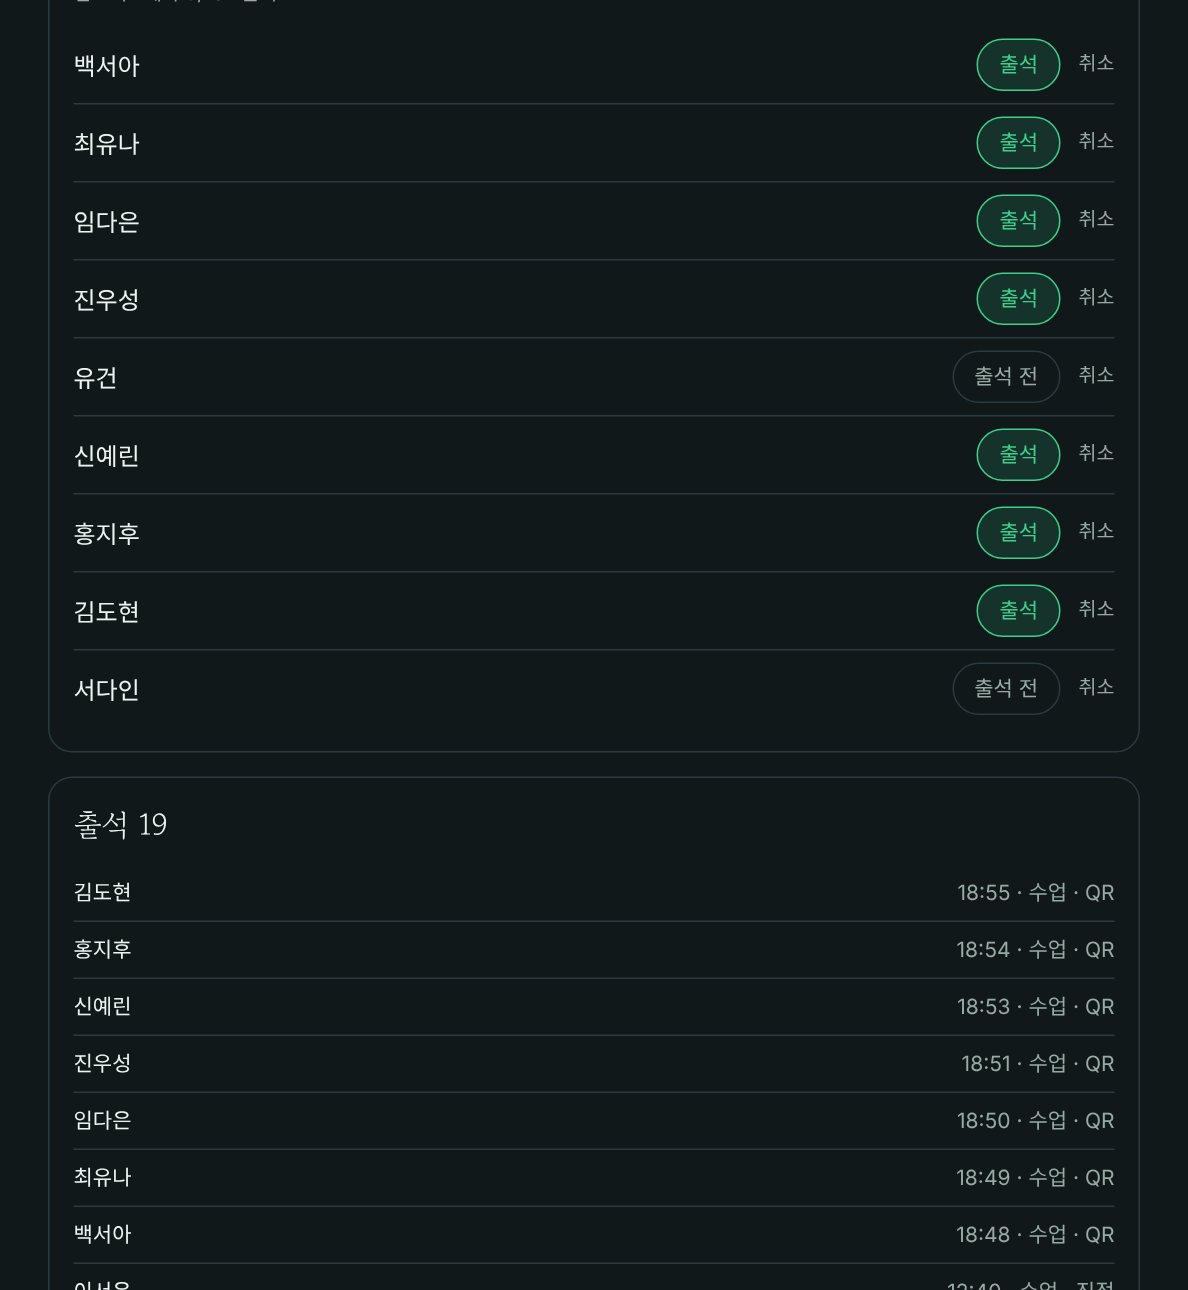 백서아 출석 취소
최유나 출석 취소
임다은 출석 취소
진우성 출석 취소
유건 출석 전 취소
신예린 출석 취소
홍지후 출석 취소
김도현 출석 취소
서다인 출석 전 취소
출석 19
김도현 18:55 · 수업 · QR
홍지후 18:54 · 수업 · QR
신예린 18:53 · 수업 · QR
진우성 18:51 · 수업 · QR
임다은 18:50 · 수업 · QR
최유나 18:49 · 수업 · QR
백서아 18:48 · 수업 · QR